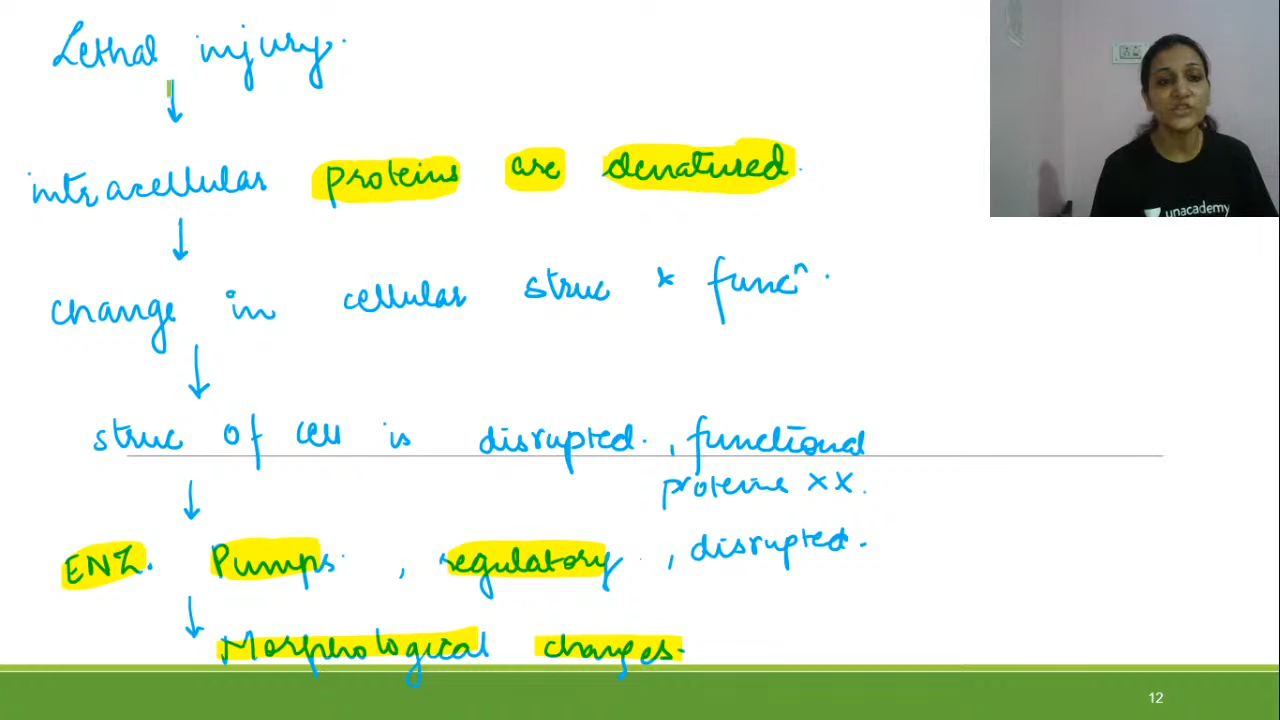 Lethal injury.
intracellular proteins are denatured.
change in cellular struc & funcⁿ.
struc of cell is disrupted. , functional
proteins xx.
ENZ. Pumps. , regulatory , disrupted.
Morphological changes.
unacademy
12